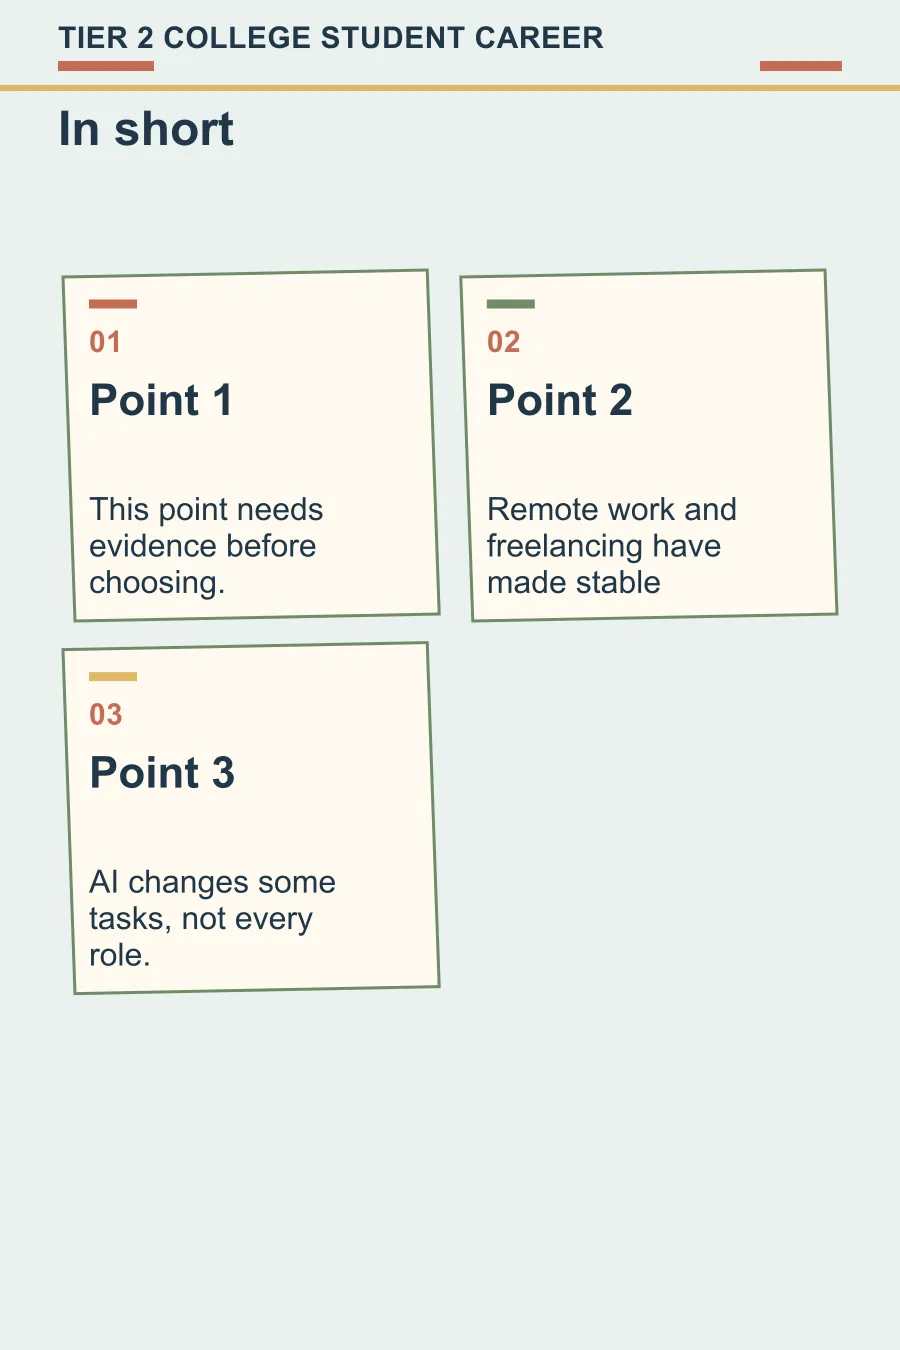 TIER 2 COLLEGE STUDENT CAREER
In short
01
Point 1
This point needs
evidence before
choosing.
02
Point 2
Remote work and
freelancing have
made stable
03
Point 3
AI changes some
tasks, not every
role.